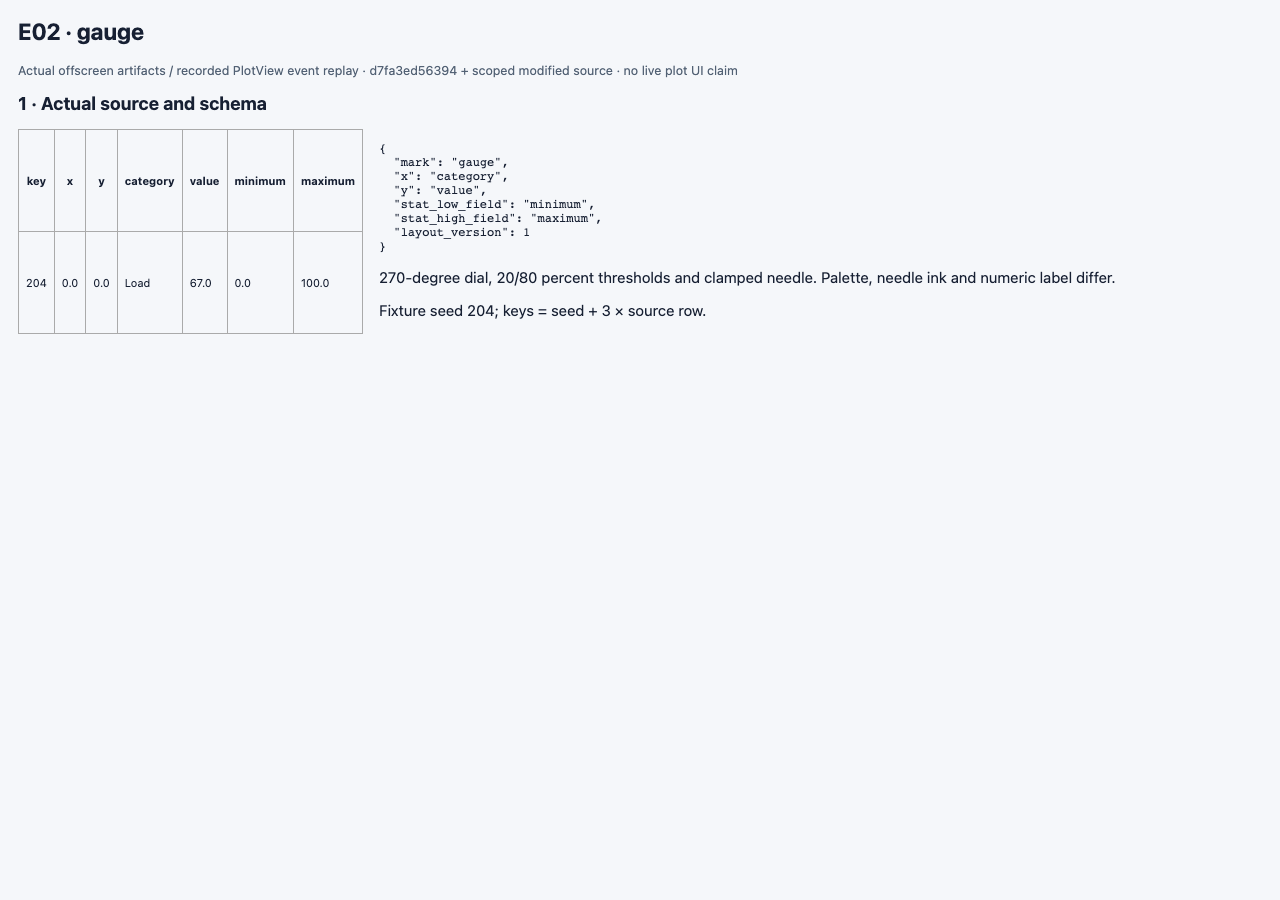 E02 · gauge
Actual offscreen artifacts / recorded PlotView event replay · d7fa3ed56394 + scoped modified source · no live plot UI claim
1 · Actual source and schema
key x y category value minimum maximum
204 0.0 0.0 Load 67.0 0.0 100.0
{
  "mark": "gauge",
  "x": "category",
  "y": "value",
  "stat_low_field": "minimum",
  "stat_high_field": "maximum",
  "layout_version": 1
}
270-degree dial, 20/80 percent thresholds and clamped needle. Palette, needle ink and numeric label differ.
Fixture seed 204; keys = seed + 3 × source row.